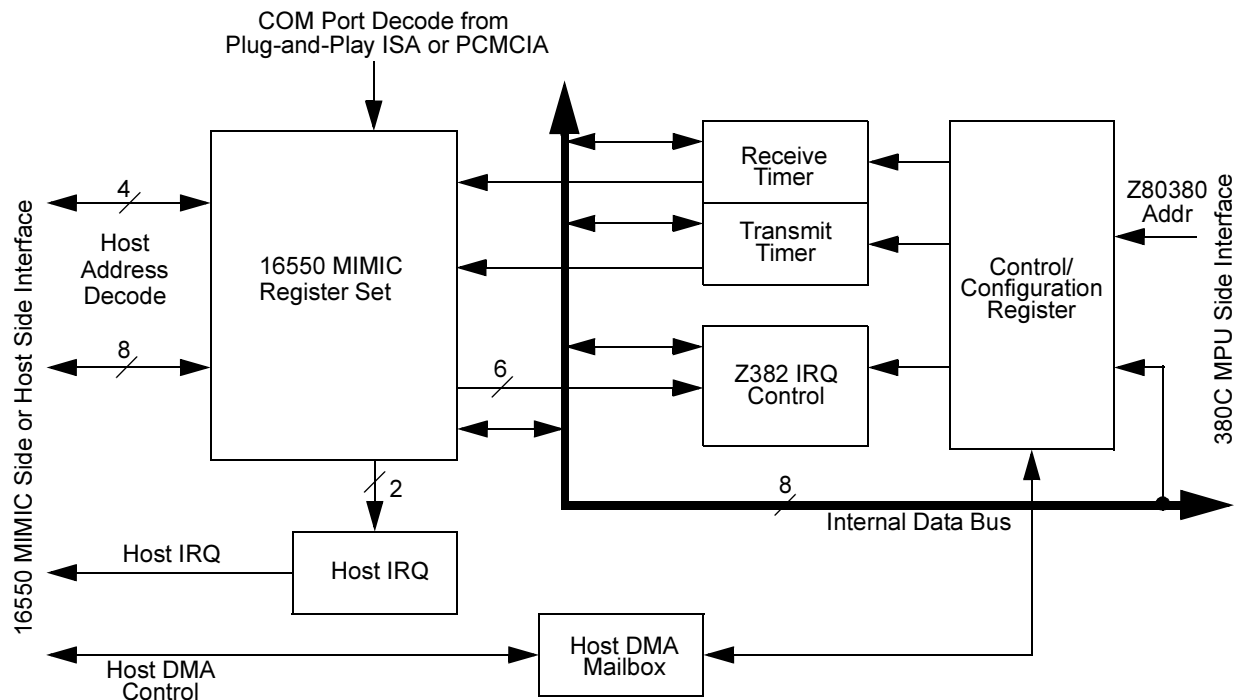 COM Port Decode from
Plug-and-Play ISA or PCMCIA
16550 MIMIC Side or Host Side Interface
4
Host
Address
Decode
8
16550 MIMIC
Register Set
6
2
Receive
Timer
Transmit
Timer
Z382 IRQ
Control
Control/
Configuration
Register
Z80380
Addr
380C MPU Side Interface
8
Internal Data Bus
Host IRQ
Host IRQ
Host DMA
Control
Host DMA
Mailbox